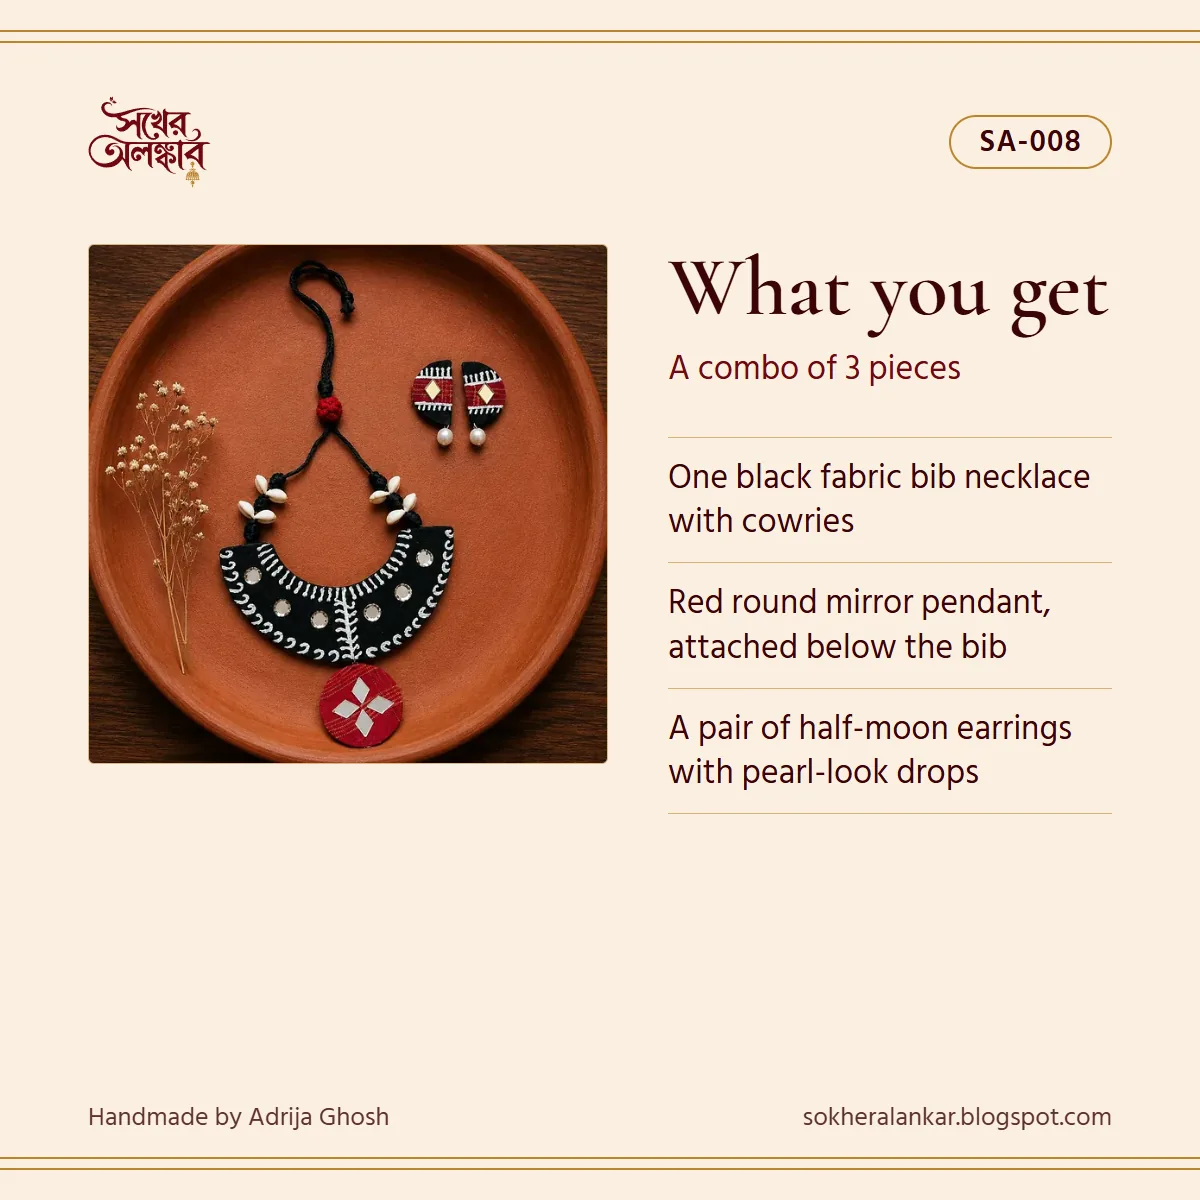 সখের
অলঙ্কার
SA-008
What you get
A combo of 3 pieces
One black fabric bib necklace
with cowries
Red round mirror pendant,
attached below the bib
A pair of half-moon earrings
with pearl-look drops
Handmade by Adrija Ghosh
sokheralankar.blogspot.com